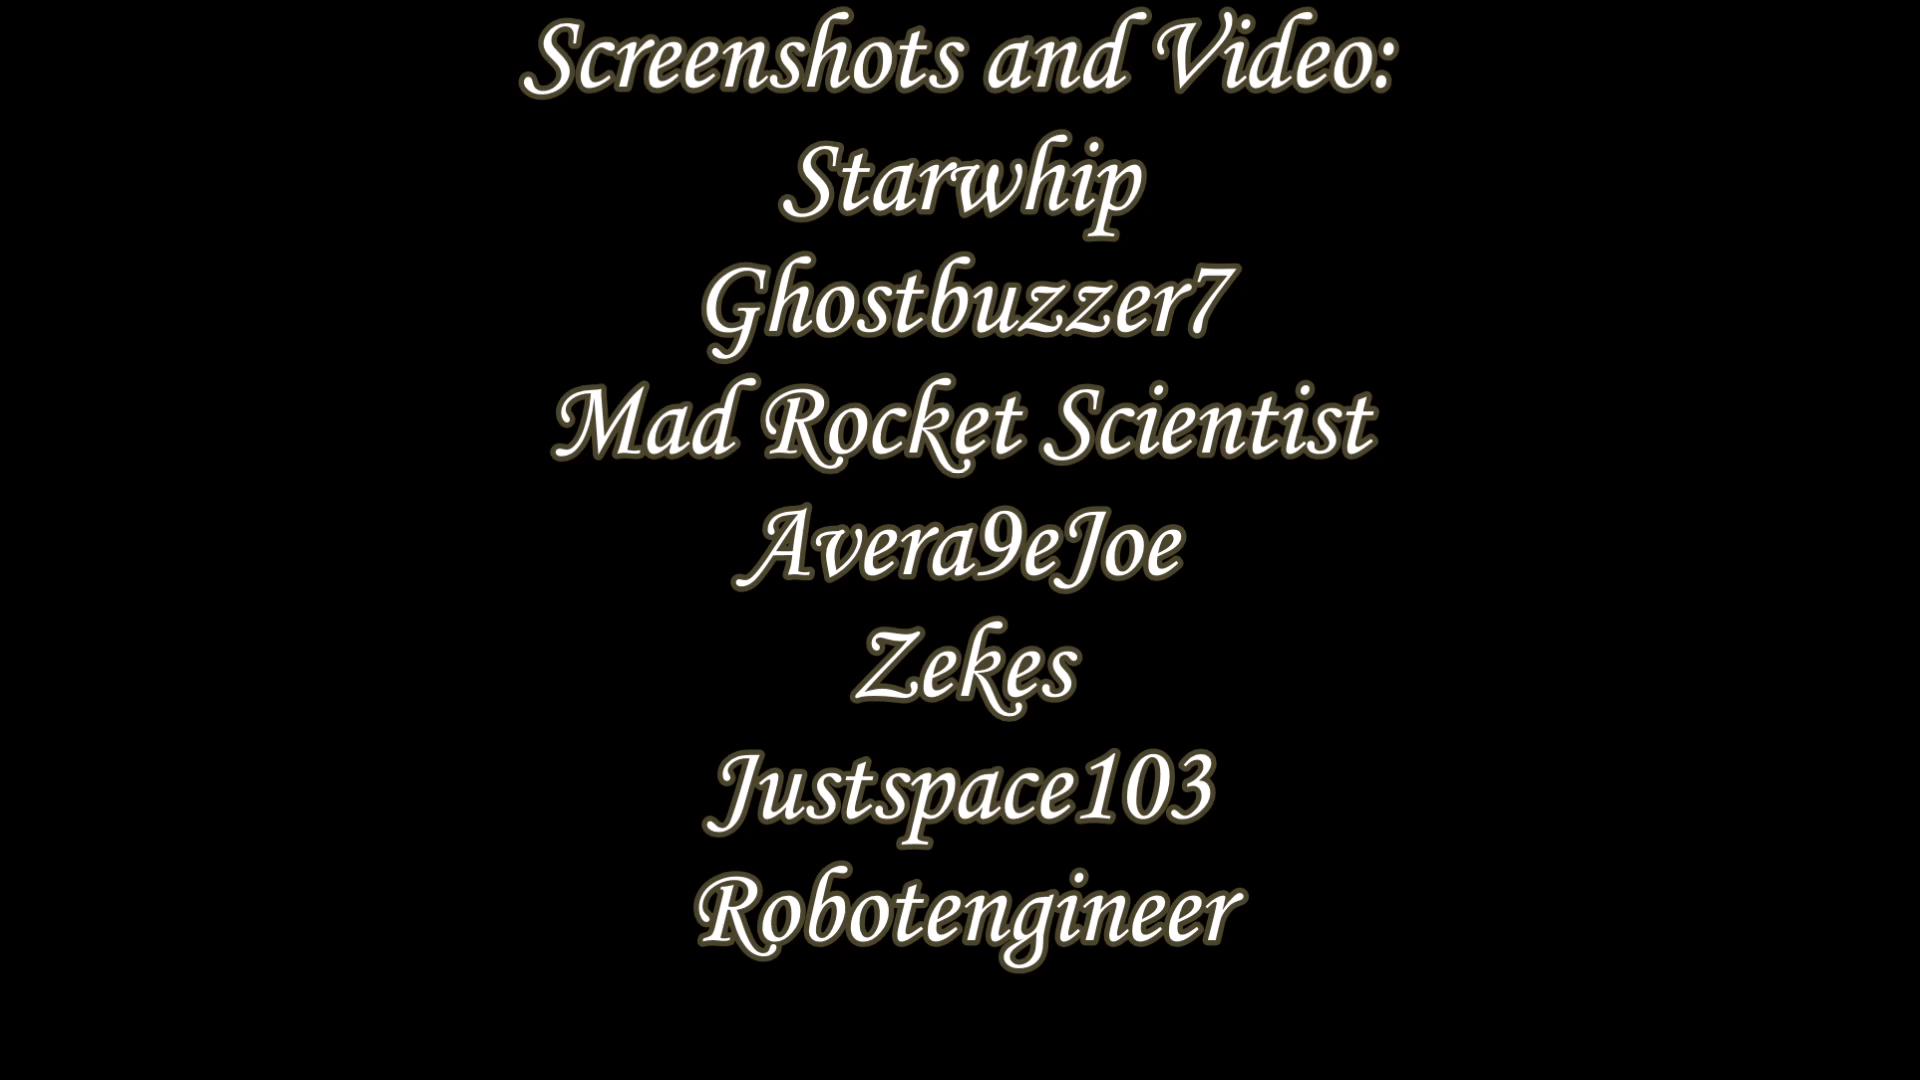 Screenshots and Video:
Starwhip
Ghostbuzzer7
Mad Rocket Scientist
Avera9eJoe
Zekes
Justspace103
Robotengineer